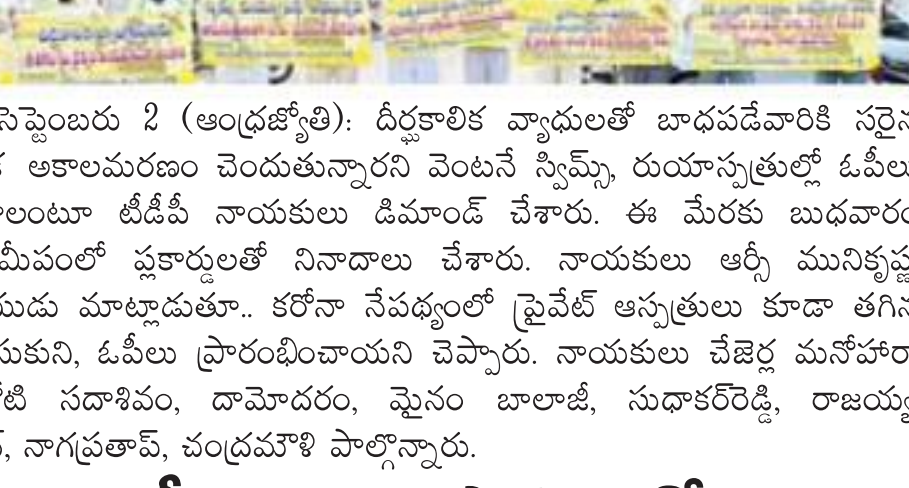 సెప్టెంబరు 2 (ఆంధ్రజ్యోతి): దీర్ఘకాలిక వ్యాధులతో బాధపడేవారికి సరైన
అకాలమరణం చెందుతున్నారని వెంటనే స్విమ్స్, రుయాస్పత్రుల్లో ఓపీలు
టీడీపీ నాయకులు డిమాండ్ చేశారు. ఈ మేరకు బుధవారం
ప్లకార్డులతో నినాదాలు చేశారు. నాయకులు ఆర్సీ మునికృష్ణ
మాట్లాడుతూ.. కరోనా నేపథ్యంలో ప్రైవేట్ ఆస్పత్రులు కూడా తగిన
ఓపీలు ప్రారంభించాయని చెప్పారు. నాయకులు చేజెర్ల మనోహరా
సదాశివం, దామోదరం, మైనం బాలాజీ, సుధాకర్‌రెడ్డి, రాజయ్య
నాగప్రతాప్, చంద్రమౌళి పాల్గొన్నారు.